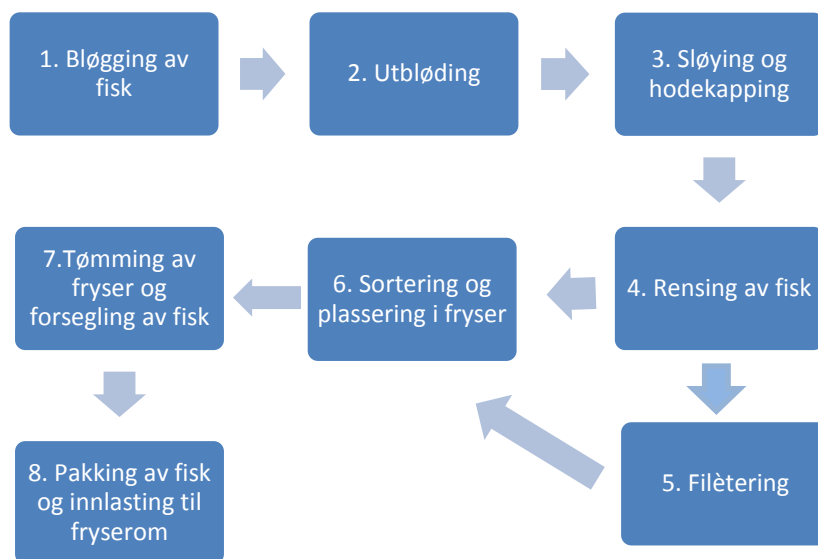 1. Bløgging av
fisk
2. Utbløding
3. Sløying og
hodekapping
4. Rensing av fisk
5. Filètering
6. Sortering og
plassering i fryser
7.Tømming av
fryser og
forsegling av fisk
8. Pakking av fisk
og innlasting til
fryserom